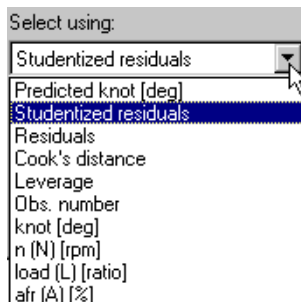 Select using:
Studentized residuals
Predicted knot [deg]
Studentized residuals
Residuals
Cook's distance
Leverage
Obs. number
knot [deg]
n (N) [rpm]
load (L) [ratio]
afr (A) [%]